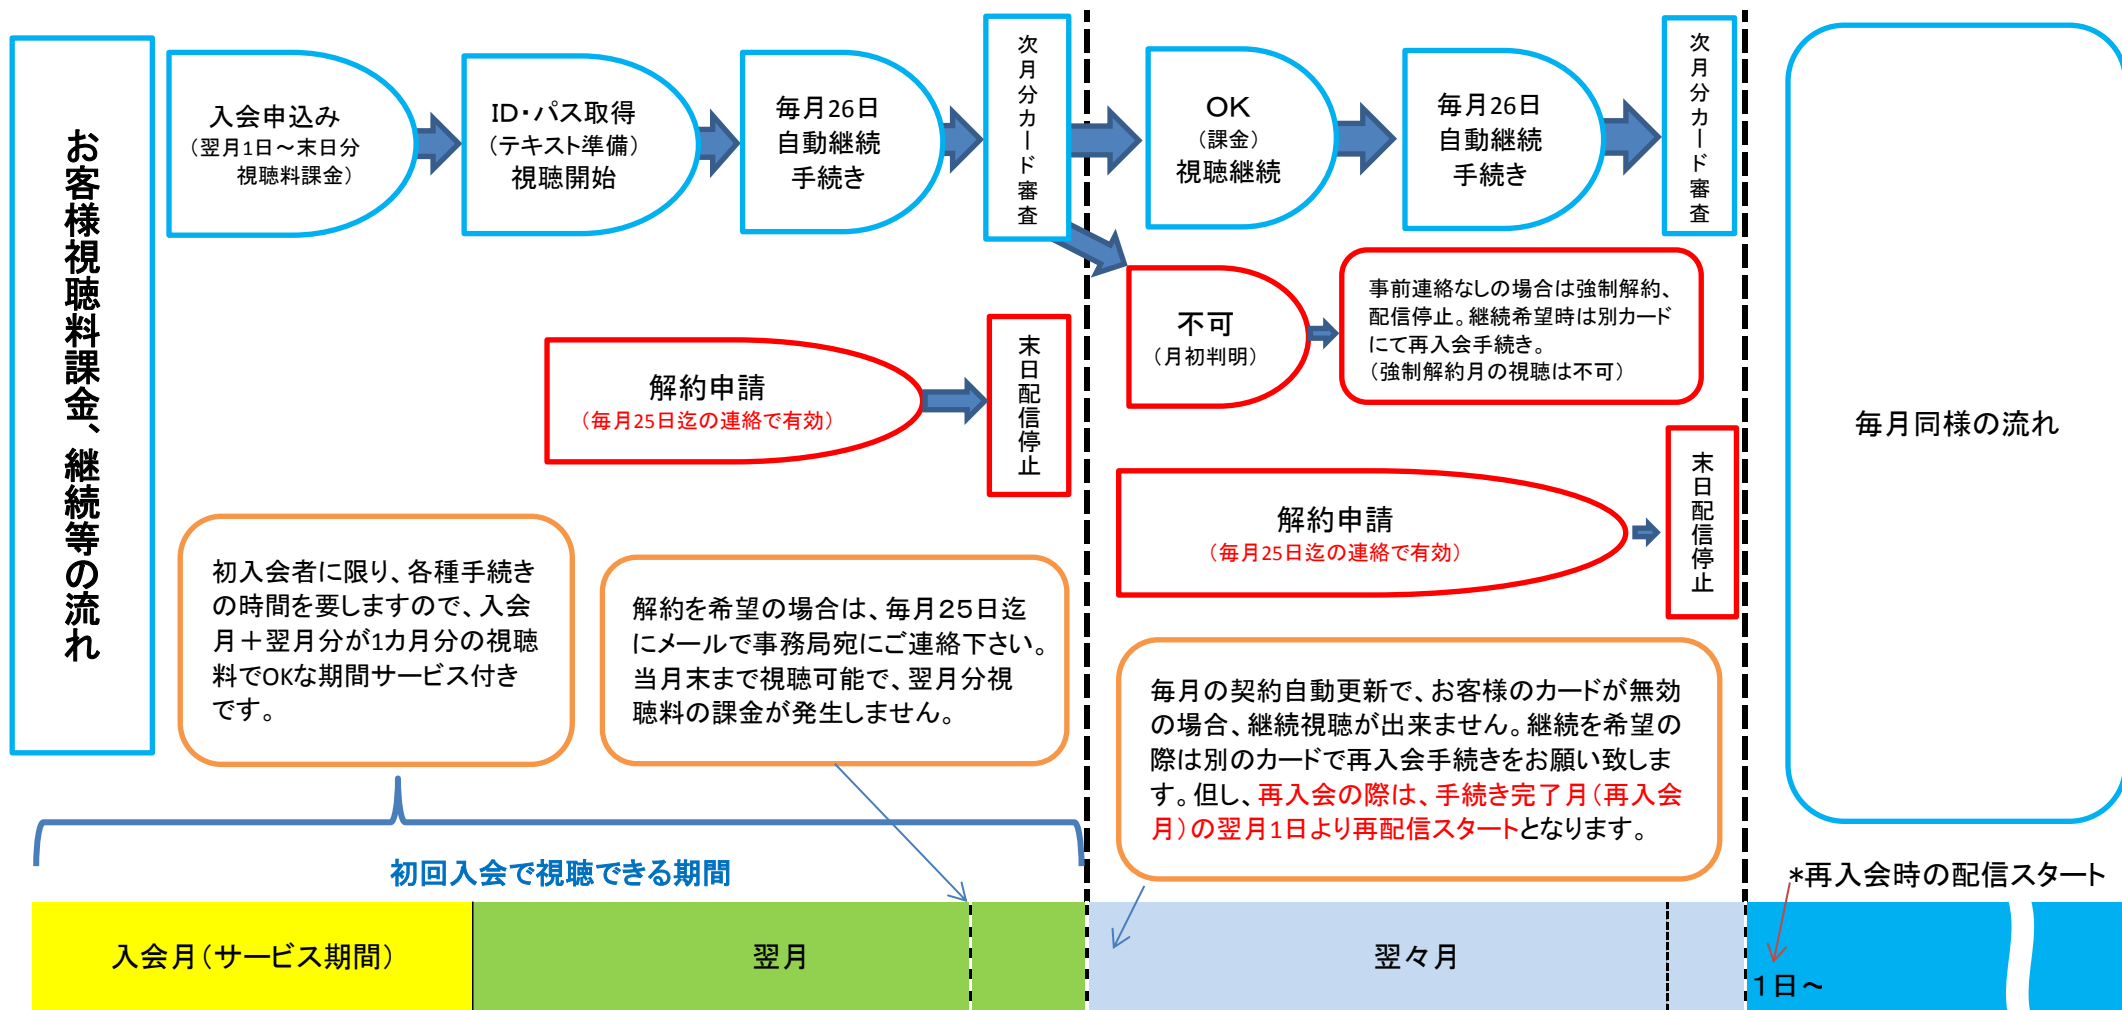 お客様視聴料課金、継続等の流れ
入会申込み
（翌月1日～末日分
視聴料課金）
ID・パス取得
（テキスト準備）
視聴開始
毎月26日
自動継続
手続き
次月分カード審査
OK
（課金）
視聴継続
毎月26日
自動継続
手続き
次月分カード審査
不可
（月初判明）
事前連絡なしの場合は強制解約、
配信停止。継続希望時は別カード
にて再入会手続き。
（強制解約月の視聴は不可）
解約申請
（毎月25日迄の連絡で有効）
末日配信停止
解約申請
（毎月25日迄の連絡で有効）
末日配信停止
毎月同様の流れ
初入会者に限り、各種手続き
の時間を要しますので、入会
月＋翌月分が1カ月分の視聴
料でOKな期間サービス付き
です。
解約を希望の場合は、毎月２５日迄
にメールで事務局宛にご連絡下さい。
当月末まで視聴可能で、翌月分視
聴料の課金が発生しません。
毎月の契約自動更新で、お客様のカードが無効
の場合、継続視聴が出来ません。継続を希望の
際は別のカードで再入会手続きをお願い致しま
す。但し、再入会の際は、手続き完了月（再入会
月）の翌月1日より再配信スタートとなります。
初回入会で視聴できる期間
*再入会時の配信スタート
入会月（サービス期間）
翌月
翌々月
１日～